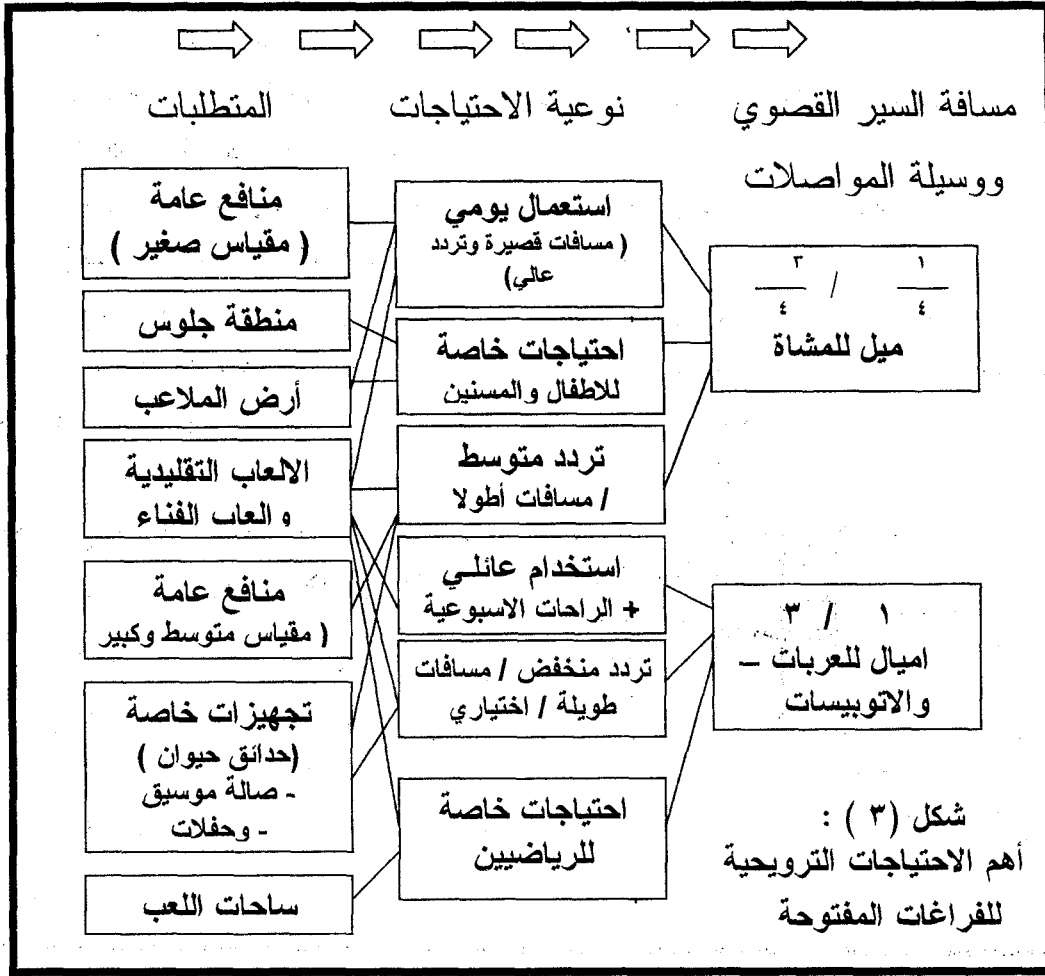 المتطلبات
نوعية الاحتياجات
مسافة السير القصوي
ووسيلة المواصلات
منافع عامة
( مقياس صغير )
منطقة جلوس
أرض الملاعب
الالعاب التقليدية
و العاب الفناء
منافع عامة
( مقياس متوسط وكبير
تجهيزات خاصة
(حدائق حيوان )
- صالة موسيق
- وحفلات
ساحات اللعب
استعمال يومي
( مسافات قصيرة وتردد
عالي)
احتياجات خاصة
للاطفال والمسنين
تردد متوسط
/ مسافات أطولا
استخدام عائلي
+ الراحات الاسبوعية
تردد منخفض / مسافات
طويلة / اختياري
احتياجات خاصة
للرياضيين
١/٤ / ٣/٤
ميل للمشاة
١ / ٣
اميال للعربات –
والاتوبيسات
شكل (٣) :
أهم الاحتياجات الترويحية
للفراغات المفتوحة